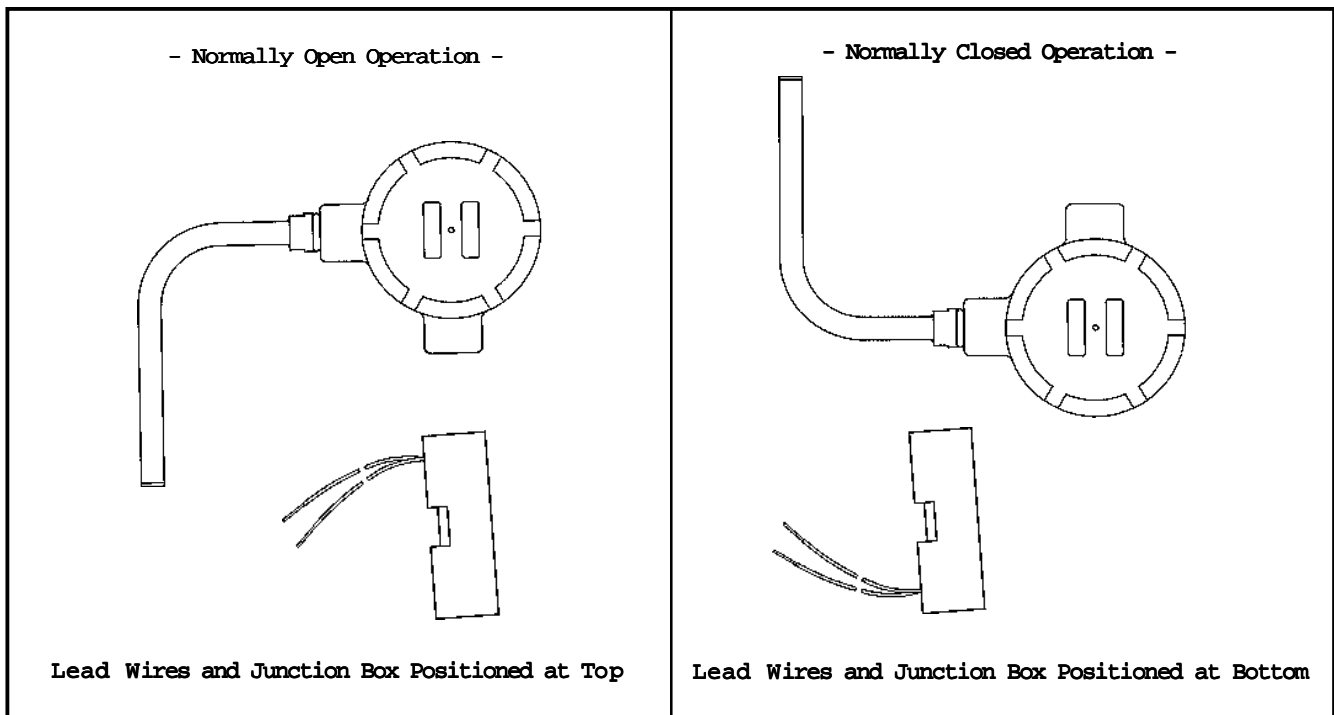 - Normally Open Operation -
Lead Wires and Junction Box Positioned at Top
- Normally Closed Operation -
Lead Wires and Junction Box Positioned at Bottom